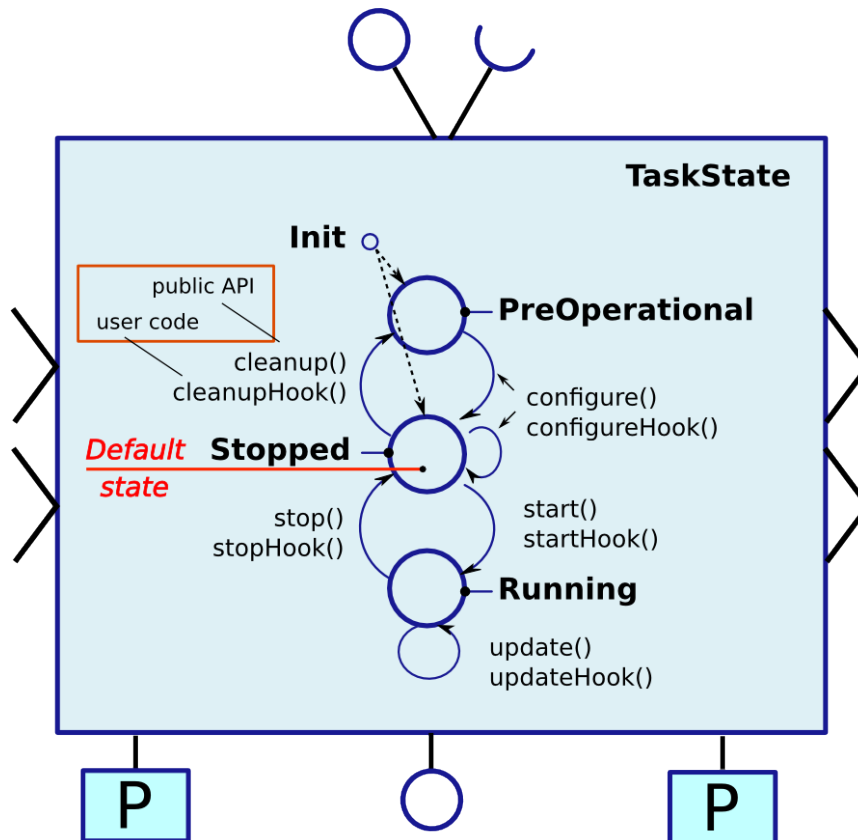 TaskState
Init
public API
user code
PreOperational
cleanup()
cleanupHook()
configure()
configureHook()
Default
state
Stopped
stop()
stopHook()
start()
startHook()
Running
update()
updateHook()
P
P